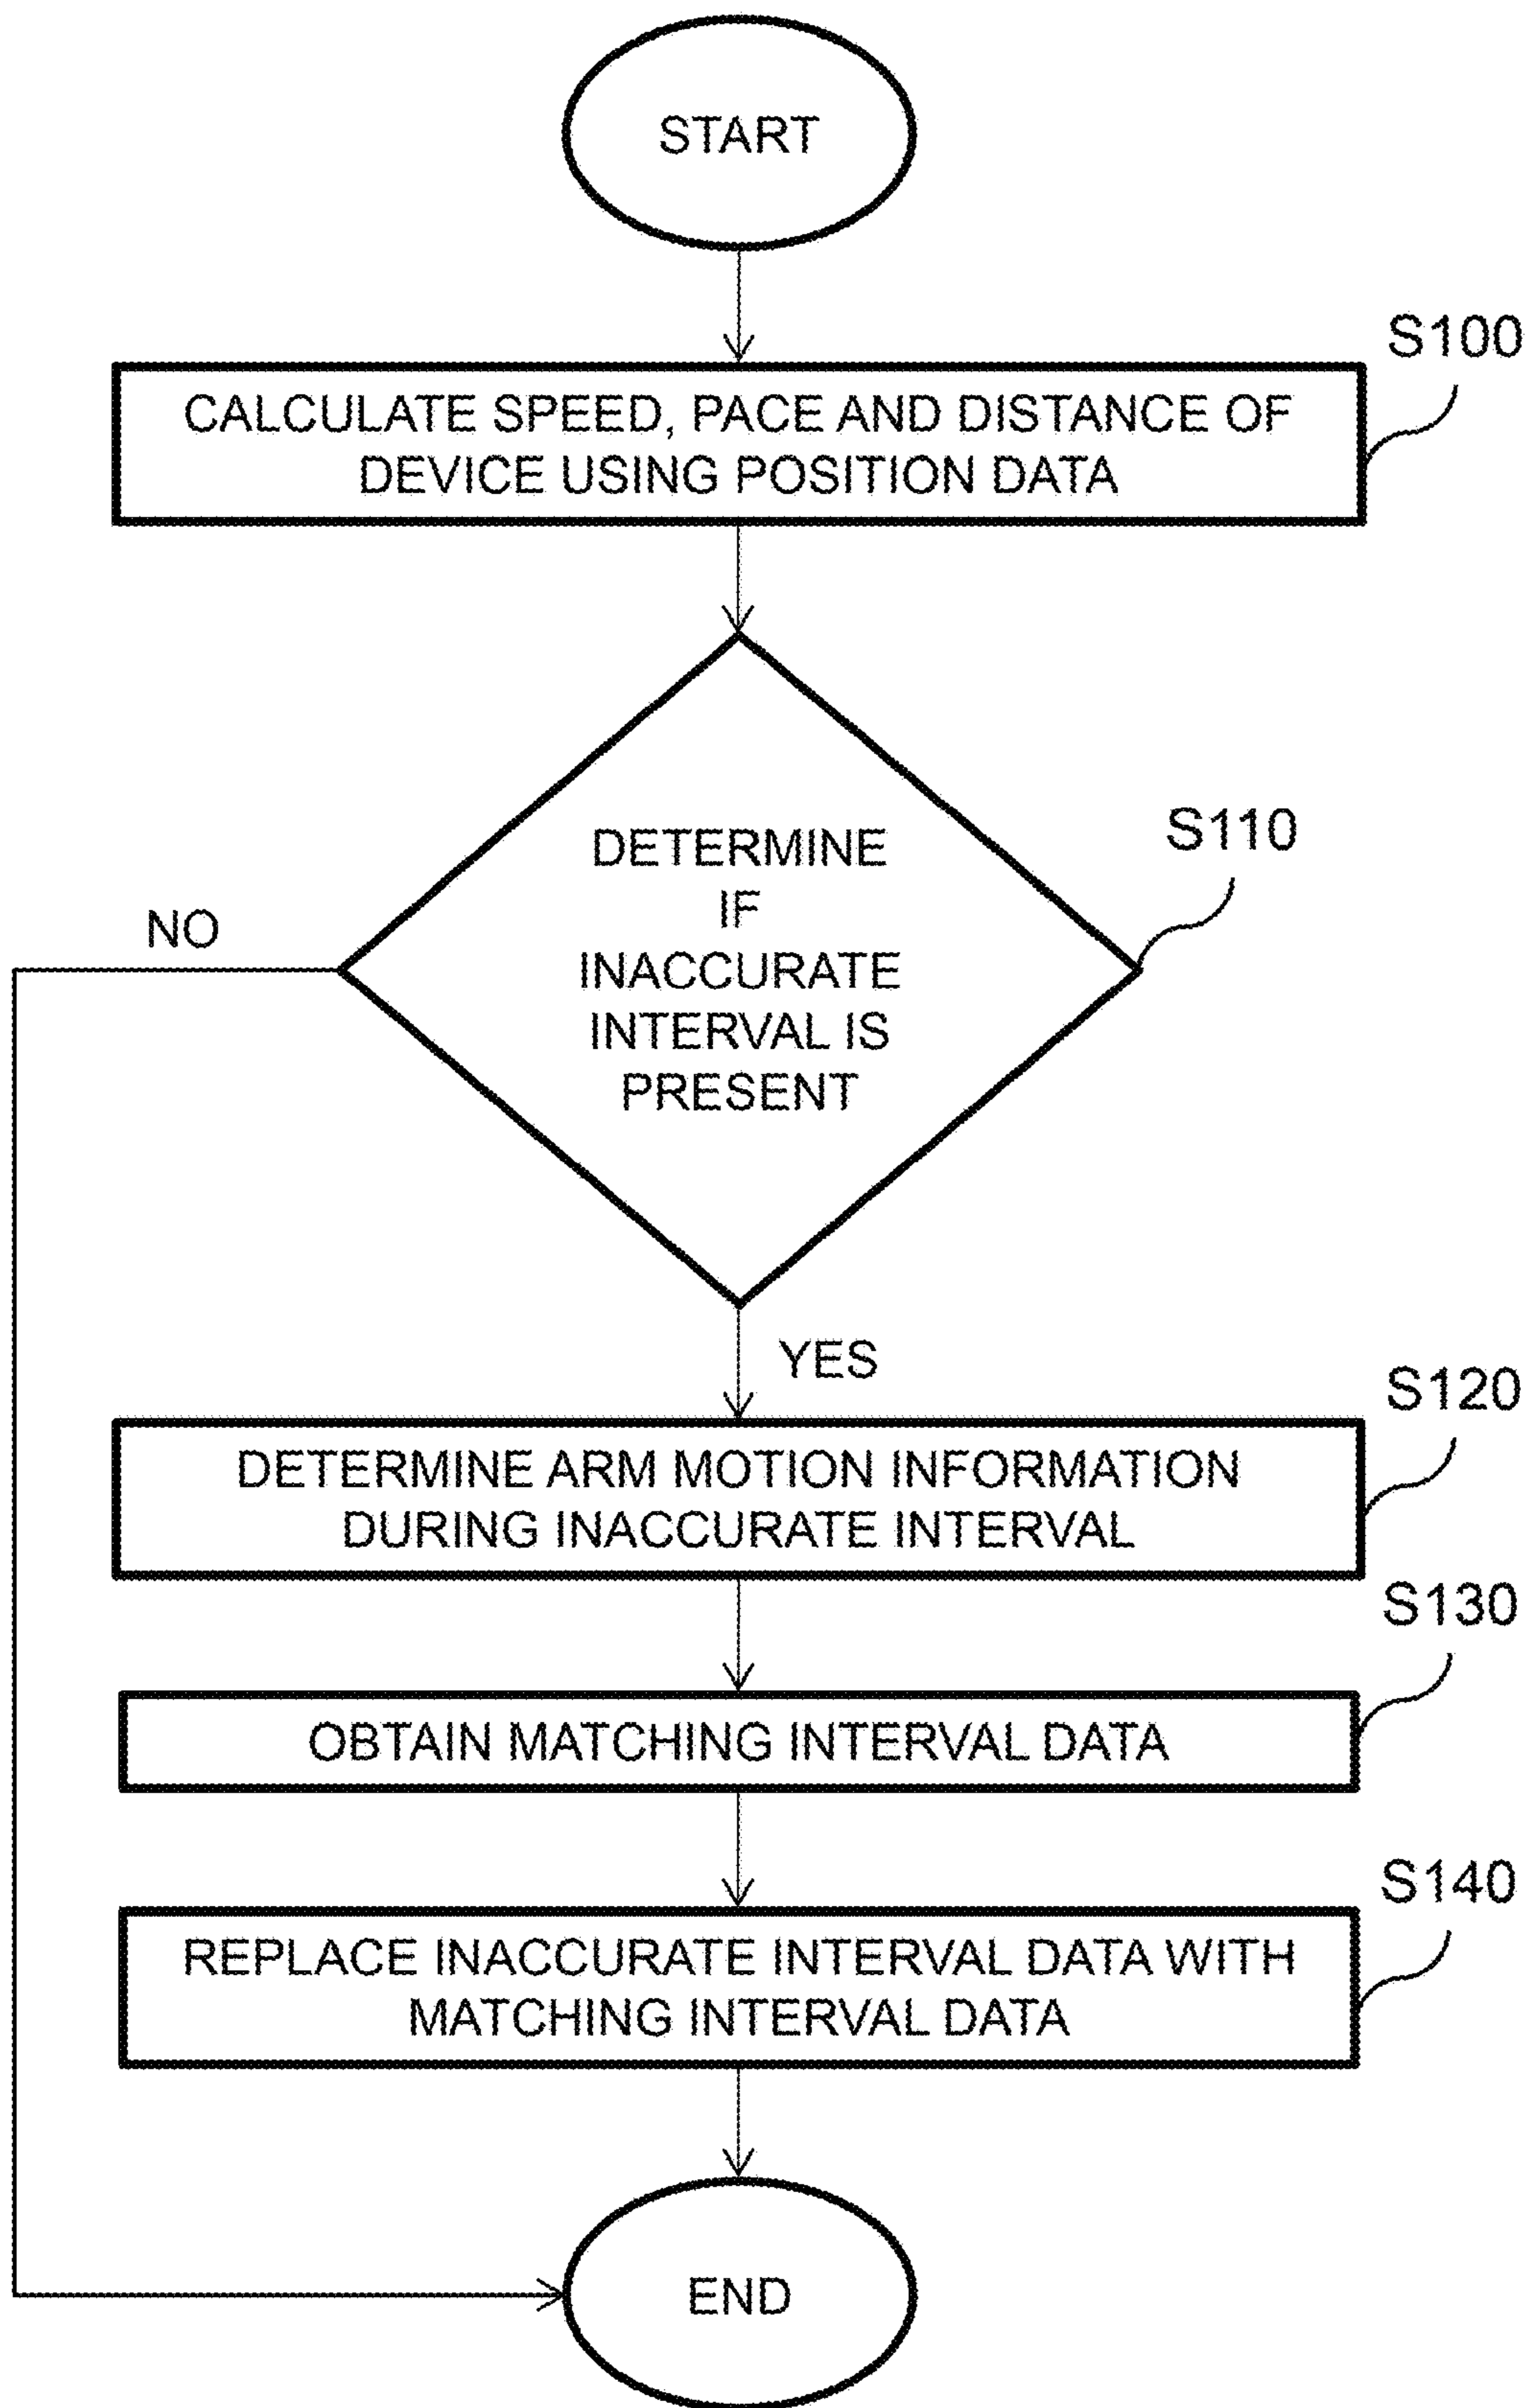 START
S100
CALCULATE SPEED, PACE AND DISTANCE OF
DEVICE USING POSITION DATA
S110
DETERMINE
IF
INACCURATE
INTERVAL IS
PRESENT
NO
YES
S120
DETERMINE ARM MOTION INFORMATION
DURING INACCURATE INTERVAL
S130
OBTAIN MATCHING INTERVAL DATA
S140
REPLACE INACCURATE INTERVAL DATA WITH
MATCHING INTERVAL DATA
END